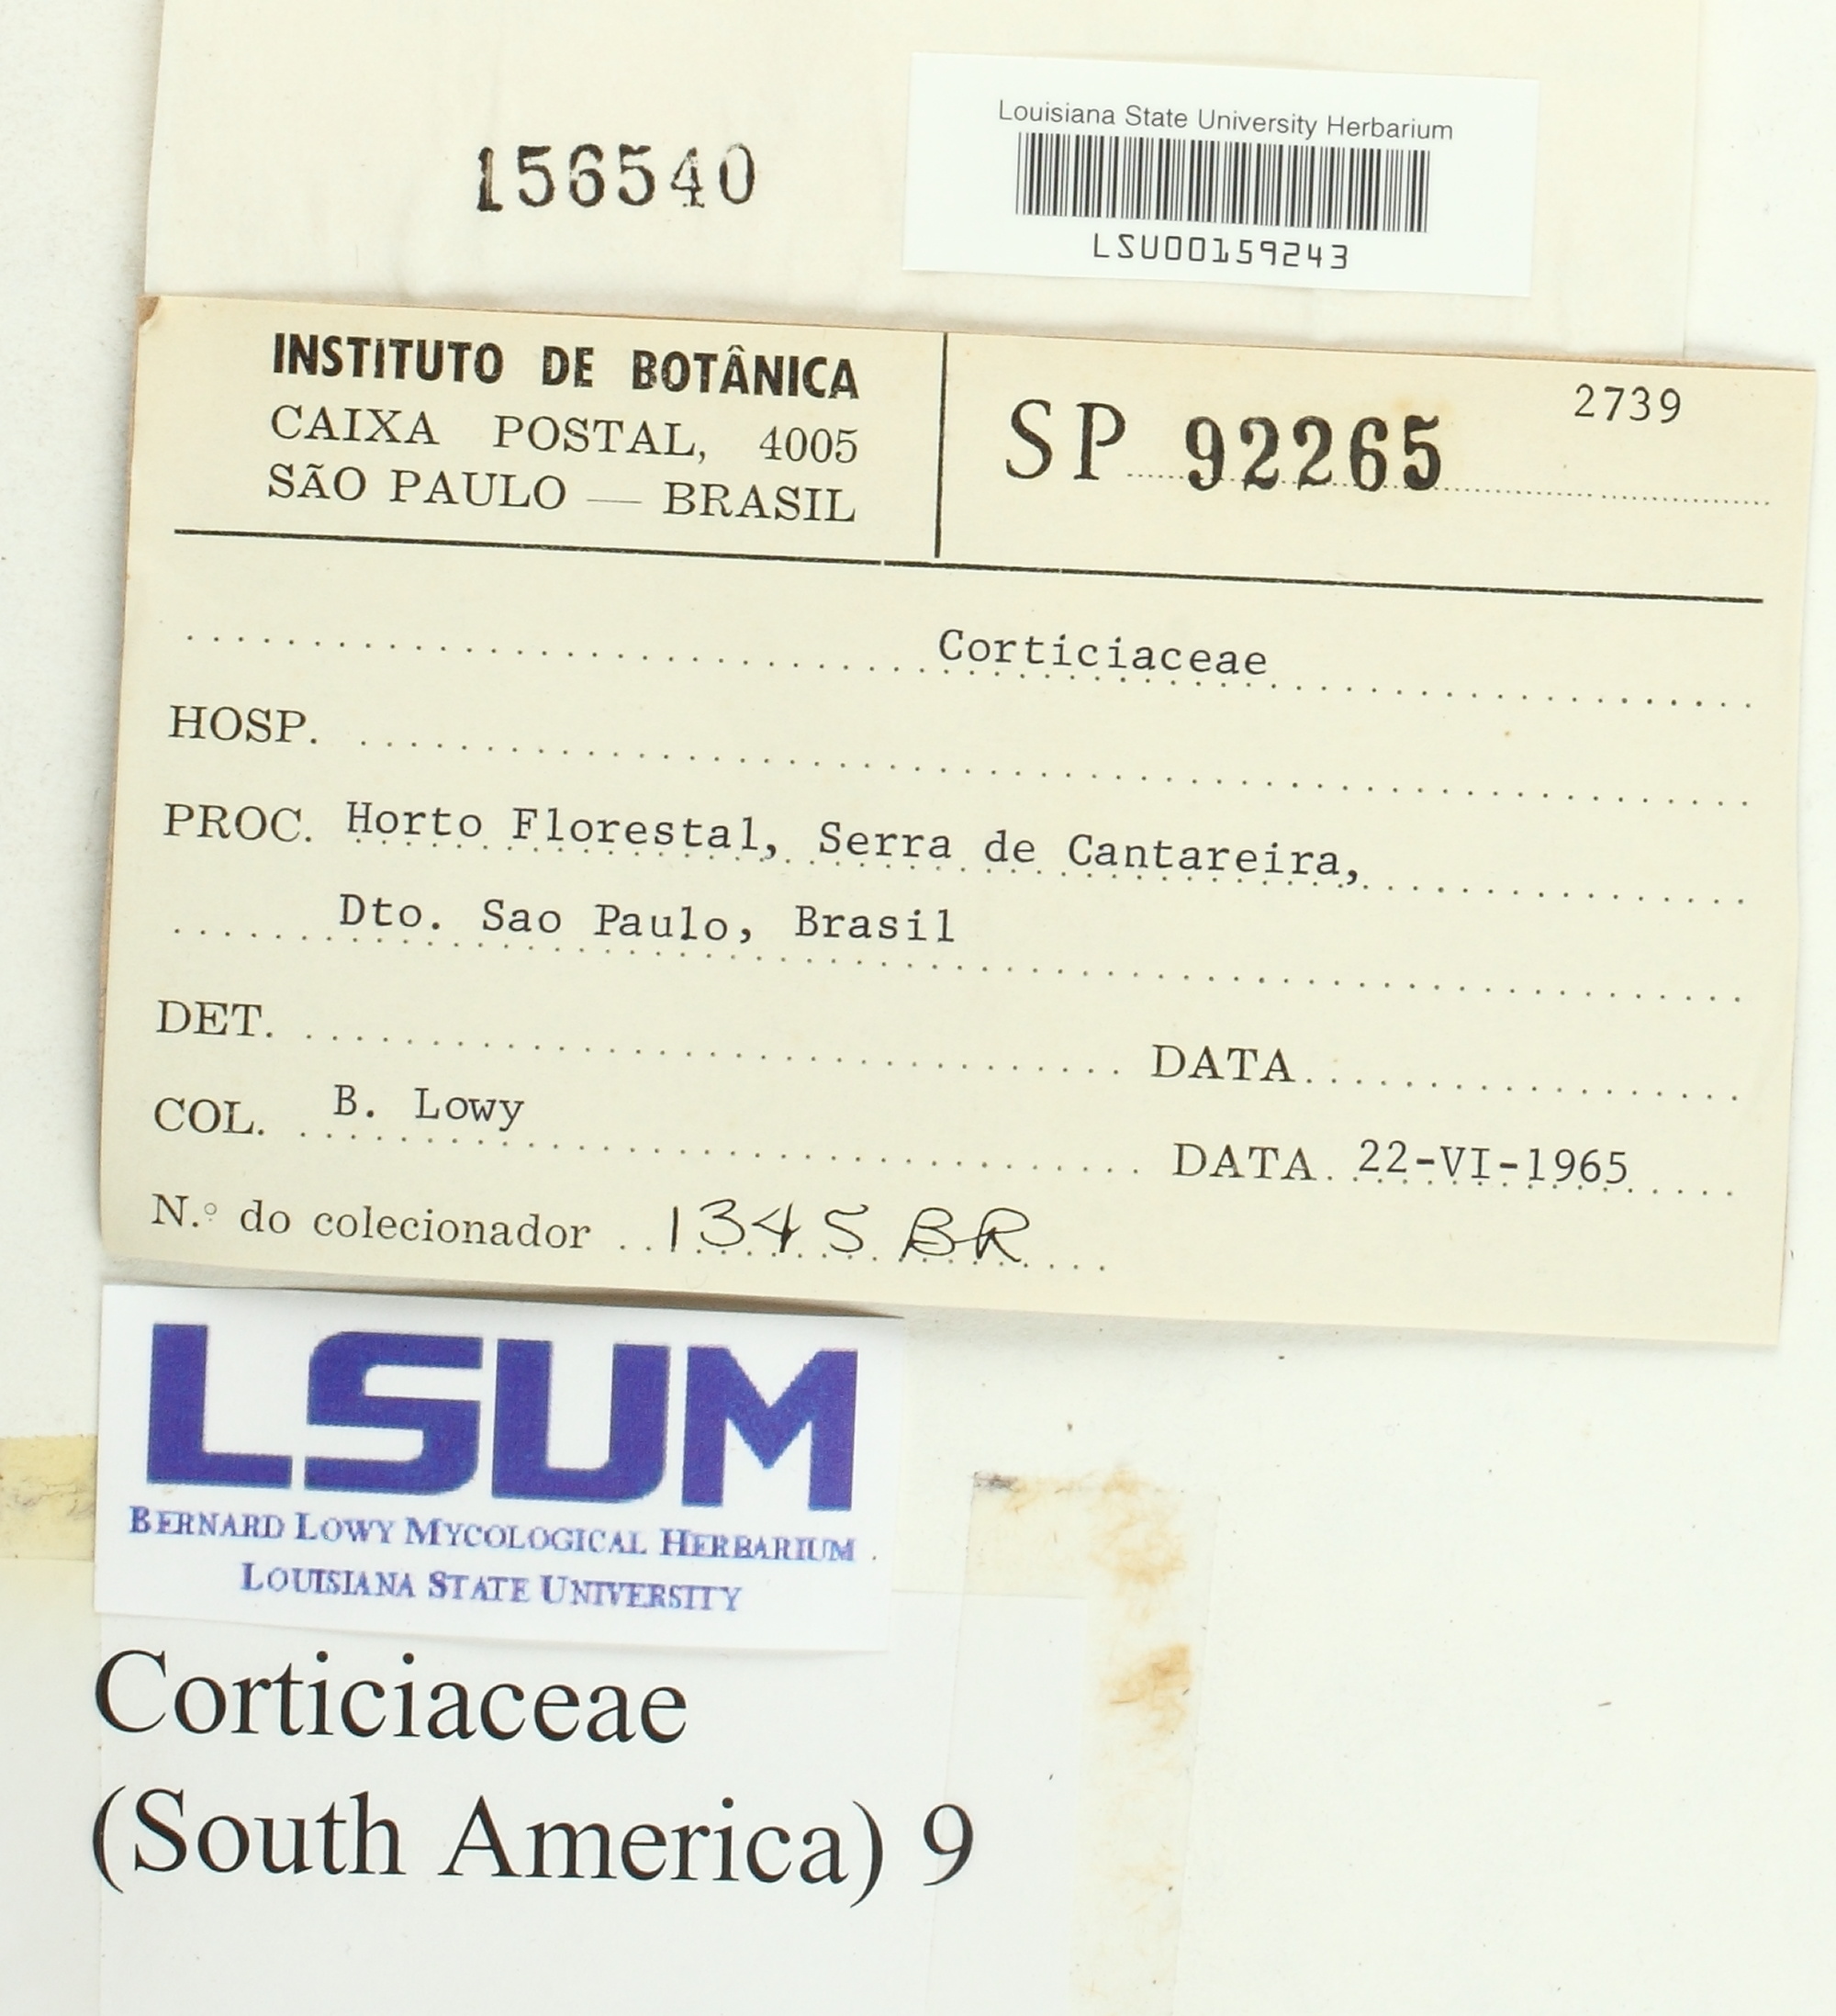 156540
Louisiana State University Herbarium
LSU00159243
INSTITUTO DE BOTÂNICA
CAIXA POSTAL, 4005
SÃO PAULO — BRASIL
SP 92265
2739
Corticiaceae
HOSP.
PROC. Horto Florestal, Serra de Cantareira,
Dto. Sao Paulo, Brasil
DET. DATA
COL. B. Lowy DATA 22-VI-1965
N.º do colecionador 1345 BR
LSUM
BERNARD LOWY MYCOLOGICAL HERBARIUM
LOUISIANA STATE UNIVERSITY
Corticiaceae
(South America) 9